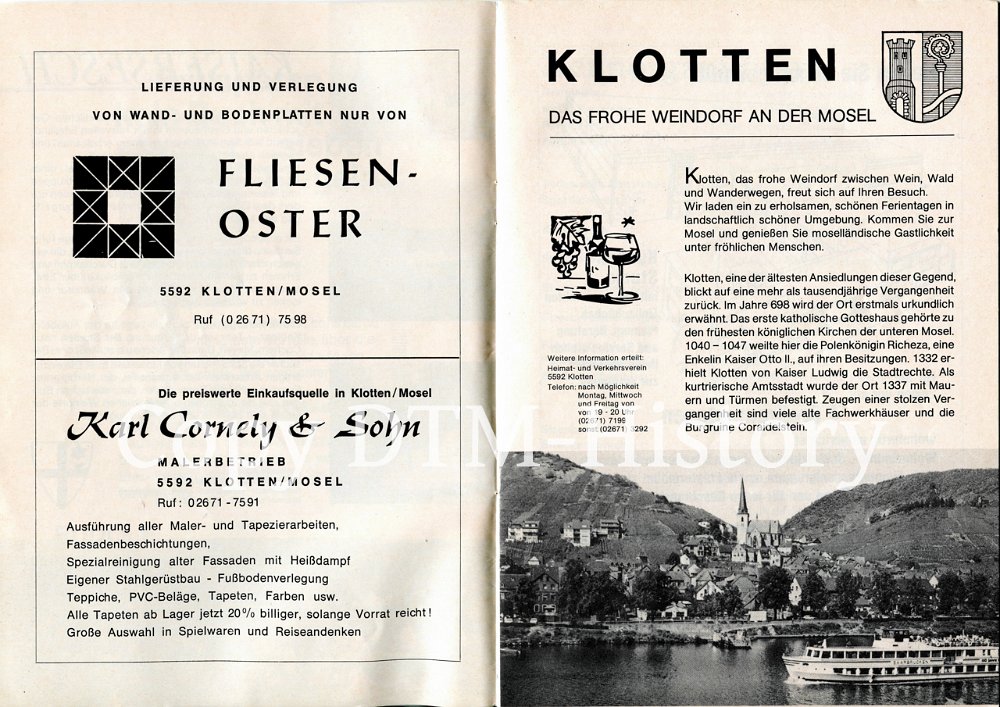 LIEFERUNG UND VERLEGUNG
VON WAND- UND BODENPLATTEN NUR VON
FLIESEN-
OSTER
5592 KLOTTEN/MOSEL
Ruf (02671) 7598
Die preiswerte Einkaufsquelle in Klotten/Mosel
Karl Cornely & Sohn
MALERBETRIEB
5592 KLOTTEN/MOSEL
Ruf: 02671-7591
Ausführung aller Maler- und Tapezierarbeiten,
Fassadenbeschichtungen,
Spezialreinigung alter Fassaden mit Heißdampf
Eigener Stahlgerüstbau - Fußbodenverlegung
Teppiche, PVC-Beläge, Tapeten, Farben usw.
Alle Tapeten ab Lager jetzt 20% billiger, solange Vorrat reicht!
Große Auswahl in Spielwaren und Reiseandenken
KLOTTEN
DAS FROHE WEINDORF AN DER MOSEL
Klotten, das frohe Weindorf zwischen Wein, Wald
und Wanderwegen, freut sich auf Ihren Besuch.
Wir laden ein zu erholsamen, schönen Ferientagen in
landschaftlich schöner Umgebung. Kommen Sie zur
Mosel und genießen Sie moselländische Gastlichkeit
unter fröhlichen Menschen.
Klotten, eine der ältesten Ansiedlungen dieser Gegend,
blickt auf eine mehr als tausendjährige Vergangenheit
zurück. Im Jahre 698 wird der Ort erstmals urkundlich
erwähnt. Das erste katholische Gotteshaus gehörte zu
den frühesten königlichen Kirchen der unteren Mosel.
1040 – 1047 weilte hier die Polenkönigin Richeza, eine
Enkelin Kaiser Otto II., auf ihren Besitzungen. 1332 er-
hielt Klotten von Kaiser Ludwig die Stadtrechte. Als
kurtrierische Amtsstadt wurde der Ort 1337 mit Mau-
ern und Türmen befestigt. Zeugen einer stolzen Ver-
gangenheit sind viele alte Fachwerkhäuser und die
Burgruine Coraidelstein.
Weitere Information erteilt:
Heimat- und Verkehrsverein
5592 Klotten
Telefon: nach Möglichkeit
Montag, Mittwoch
und Freitag von
von 19 - 20 Uhr
(02671) 7199
sonst (02671) 3292
Copy DTM-History